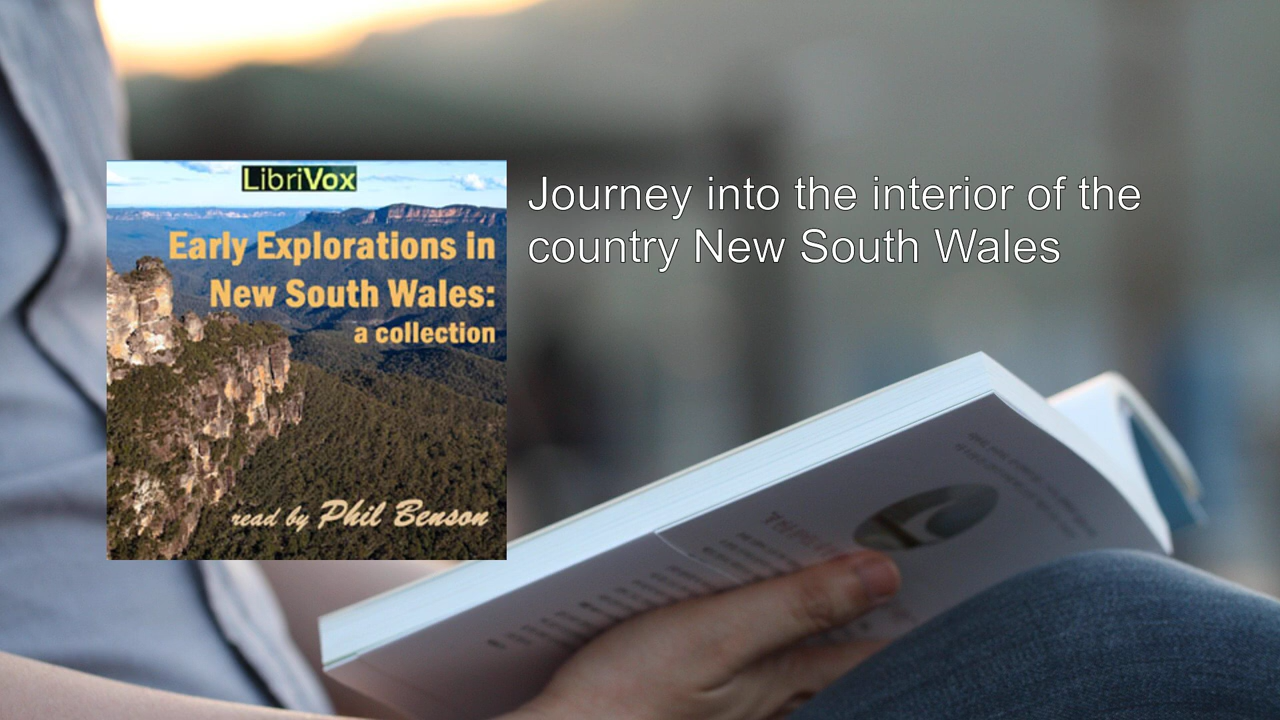 LibriVox
Early Explorations in
New South Wales:
a collection
read by Phil Benson
Journey into the interior of the
country New South Wales